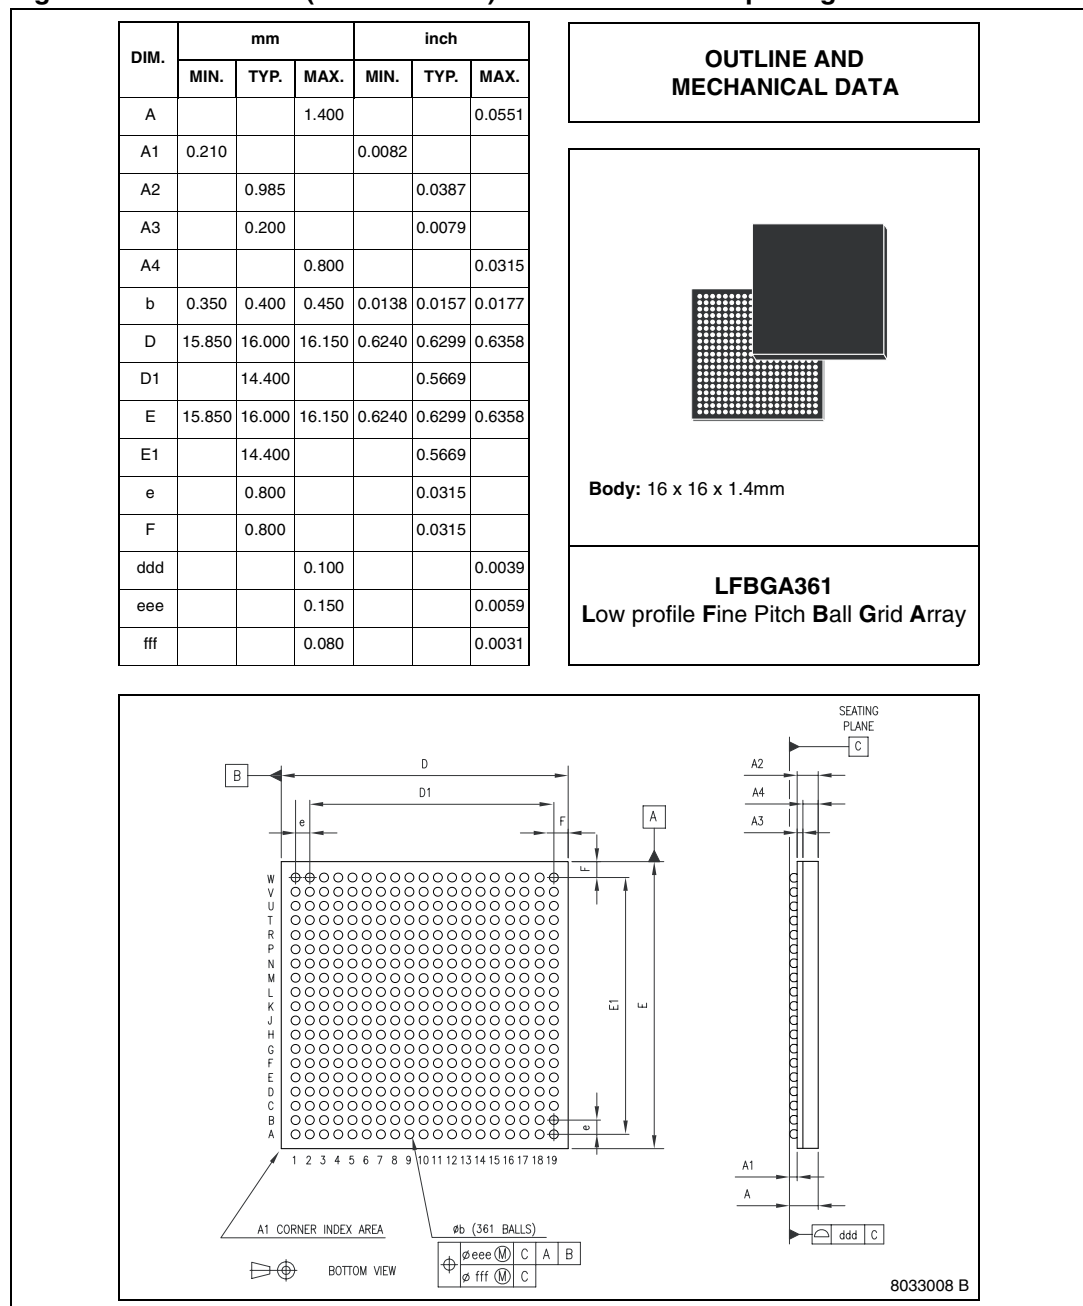 DIM. mm inch
MIN. TYP. MAX. MIN. TYP. MAX.
A 1.400 0.0551
A1 0.210 0.0082
A2 0.985 0.0387
A3 0.200 0.0079
A4 0.800 0.0315
b 0.350 0.400 0.450 0.0138 0.0157 0.0177
D 15.850 16.000 16.150 0.6240 0.6299 0.6358
D1 14.400 0.5669
E 15.850 16.000 16.150 0.6240 0.6299 0.6358
E1 14.400 0.5669
e 0.800 0.0315
F 0.800 0.0315
ddd 0.100 0.0039
eee 0.150 0.0059
fff 0.080 0.0031
OUTLINE AND
MECHANICAL DATA
Body: 16 x 16 x 1.4mm
LFBGA361
Low profile Fine Pitch Ball Grid Array
SEATING
PLANE
C
B
D
D1
A
e
F
F
A2
A4
A3
W
V
U
T
R
P
N
M
L
K
J
H
G
F
E
D
C
B
A
E1
E
e
1 2 3 4 5 6 7 8 9 10 11 12 13 14 15 16 17 18 19
A1
A
ddd C
A1 CORNER INDEX AREA
øb (361 BALLS)
ø eee M C A B
ø fff M C
BOTTOM VIEW
8033008 B